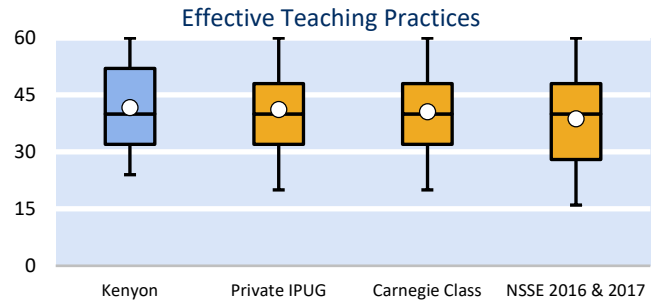 Effective Teaching Practices
60
45
30
15
0
Kenyon Private IPUG Carnegie Class NSSE 2016 & 2017